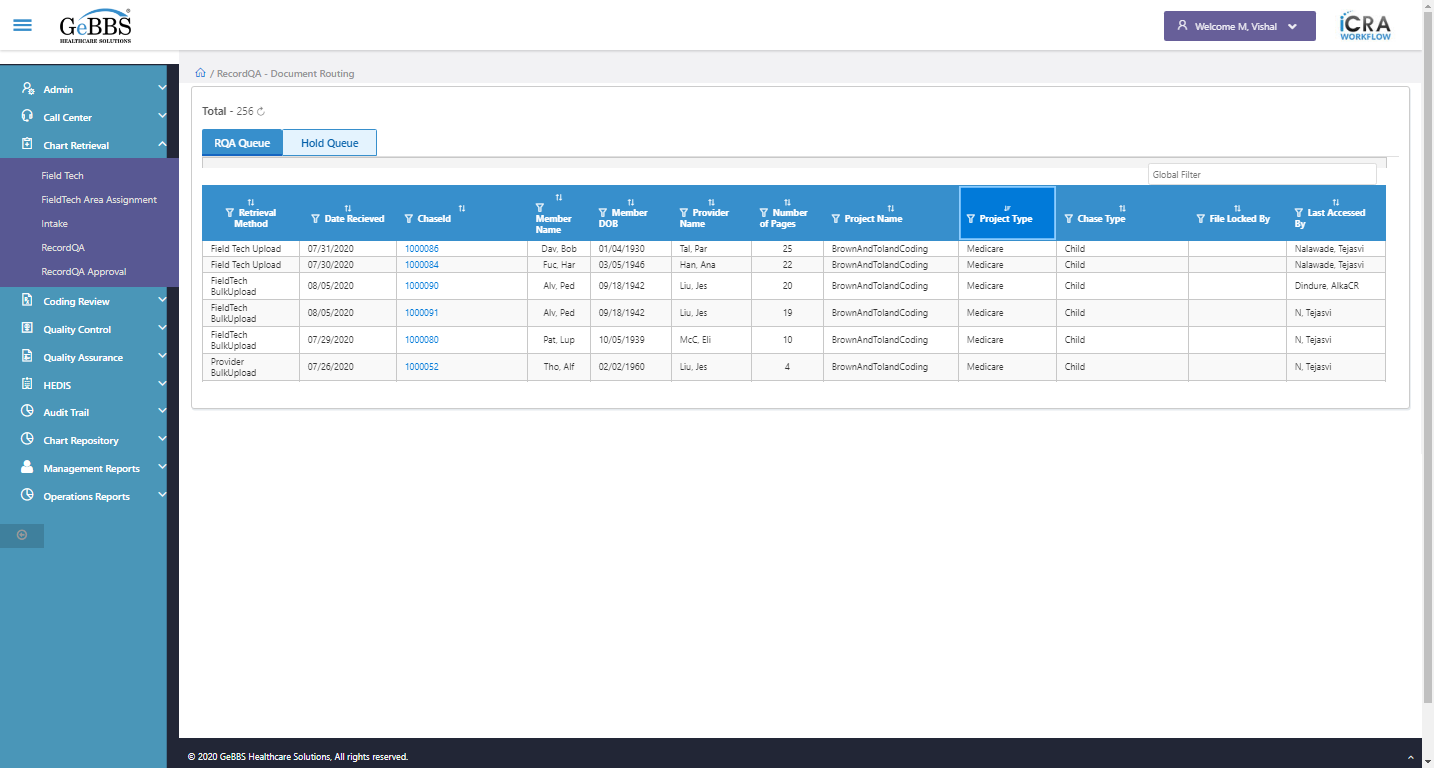 GeBBS
HEALTHCARE SOLUTIONS
Welcome M, Vishal
iCRA
WORKFLOW
/ RecordQA - Document Routing
Admin
Call Center
Chart Retrieval
Field Tech
FieldTech Area Assignment
Intake
RecordQA
RecordQA Approval
Coding Review
Quality Control
Quality Assurance
HEDIS
Audit Trail
Chart Repository
Management Reports
Operations Reports
Total - 256
RQA Queue Hold Queue
Global Filter
Retrieval Method Date Recieved ChaseId Member Name Member DOB Provider Name Number of Pages Project Name Project Type Chase Type File Locked By Last Accessed By
Field Tech Upload 07/31/2020 1000086 Dav, Bob 01/04/1930 Tal, Par 25 BrownAndTolandCoding Medicare Child Nalawade, Tejasvi
Field Tech Upload 07/30/2020 1000084 Fuc, Har 03/05/1946 Han, Ana 22 BrownAndTolandCoding Medicare Child Nalawade, Tejasvi
FieldTech BulkUpload 08/05/2020 1000090 Alv, Ped 09/18/1942 Liu, Jes 20 BrownAndTolandCoding Medicare Child Dindure, AlkaCR
FieldTech BulkUpload 08/05/2020 1000091 Alv, Ped 09/18/1942 Liu, Jes 19 BrownAndTolandCoding Medicare Child N, Tejasvi
FieldTech BulkUpload 07/29/2020 1000080 Pat, Lup 10/05/1939 McC, Eli 10 BrownAndTolandCoding Medicare Child N, Tejasvi
Provider BulkUpload 07/26/2020 1000052 Tho, Alf 02/02/1960 Liu, Jes 4 BrownAndTolandCoding Medicare Child N, Tejasvi
© 2020 GeBBS Healthcare Solutions, All rights reserved.